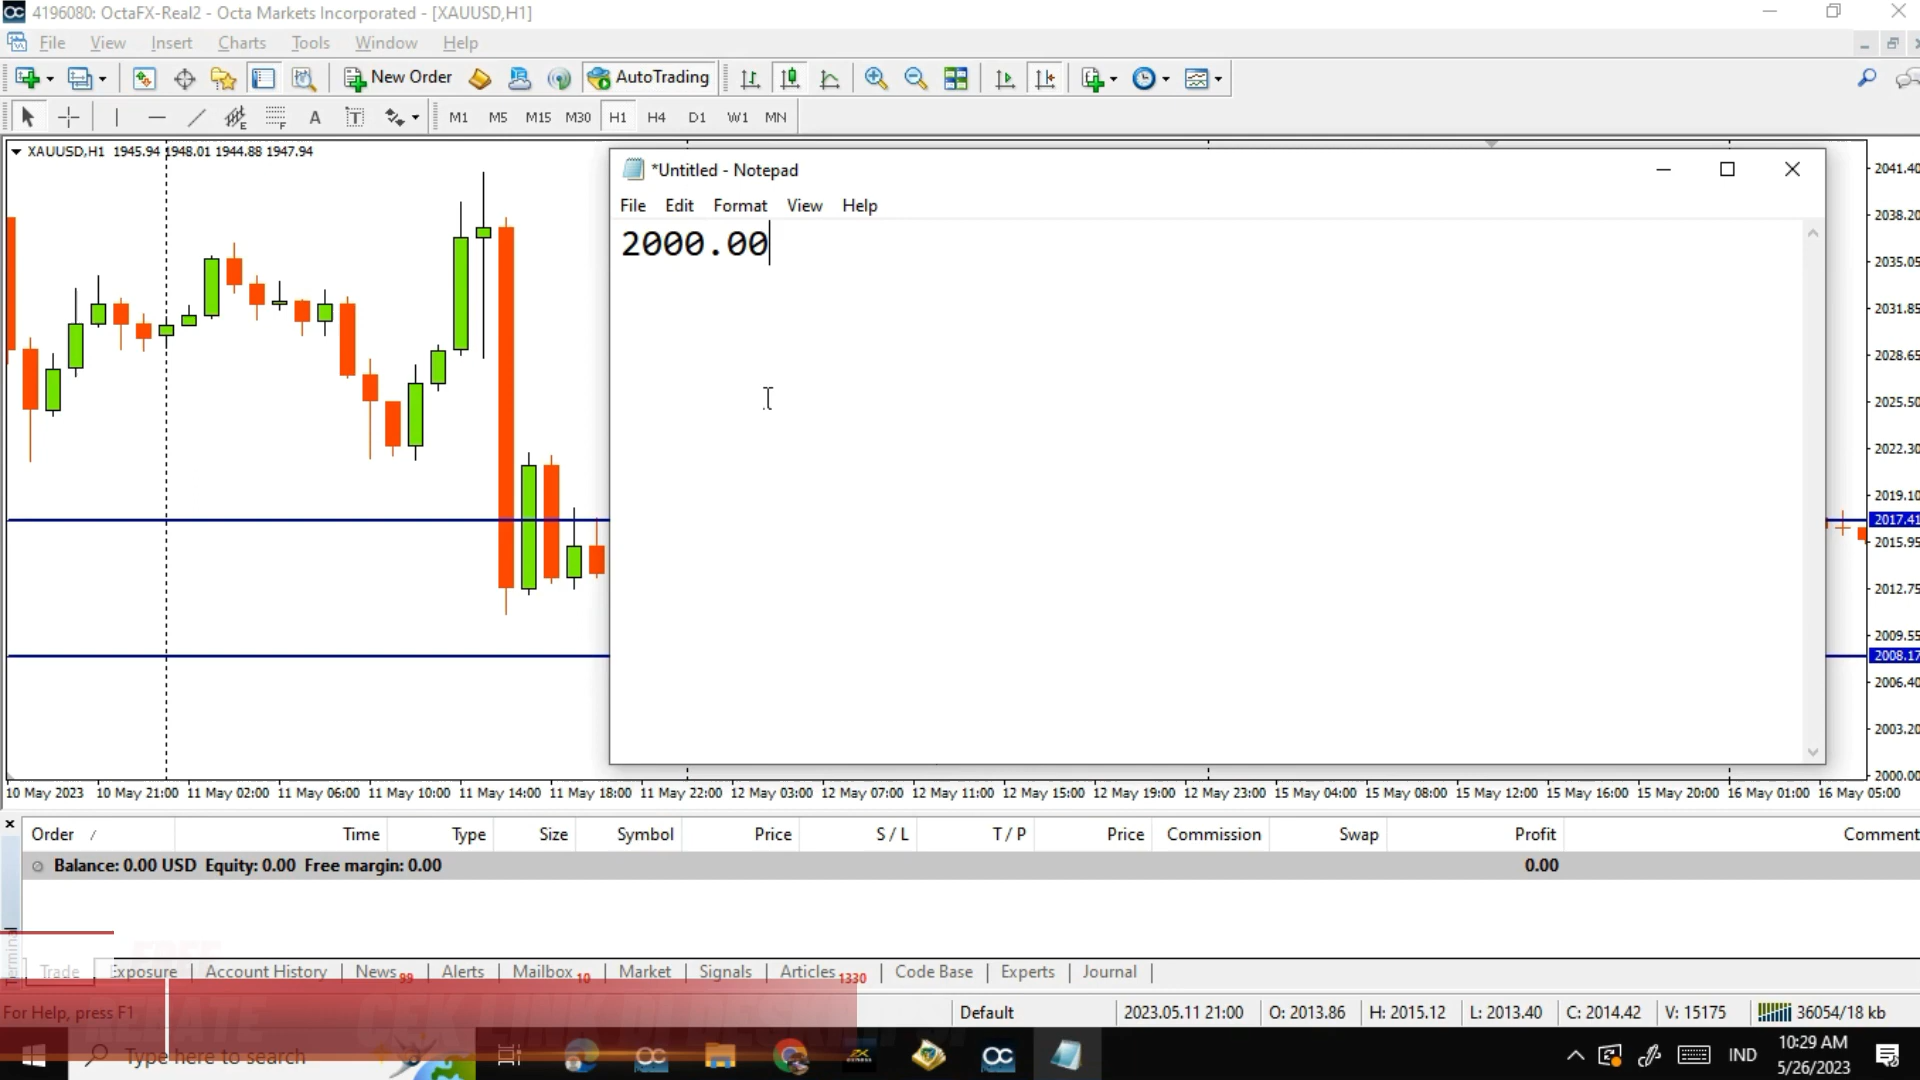 4196080: OctaFX-Real2 - Octa Markets Incorporated - [XAUUSD,H1]
File View Insert Charts Tools Window Help
New Order AutoTrading
A T M1 M5 M15 M30 H1 H4 D1 W1 MN
XAUUSD,H1 1945.94 1948.01 1944.88 1947.94
*Untitled - Notepad
File Edit Format View Help
2000.00
2041.40
2038.20
2035.05
2031.85
2028.65
2025.50
2022.30
2019.10
2017.41
2015.95
2012.75
2009.55
2008.17
2006.40
2003.20
2000.00
10 May 2023 10 May 21:00 11 May 02:00 11 May 06:00 11 May 10:00 11 May 14:00 11 May 18:00 11 May 22:00 12 May 03:00 12 May 07:00 12 May 11:00 12 May 15:00 12 May 19:00 12 May 23:00 15 May 04:00 15 May 08:00 15 May 12:00 15 May 16:00 15 May 20:00 16 May 01:00 16 May 05:00
Order / Time Type Size Symbol Price S / L T / P Price Commission Swap Profit Comment
Balance: 0.00 USD Equity: 0.00 Free margin: 0.00 0.00
Terminal
Trade Exposure Account History News 99 Alerts Mailbox 10 Market Signals Articles 1330 Code Base Experts Journal
For Help, press F1 Default 2023.05.11 21:00 O: 2013.86 H: 2015.12 L: 2013.40 C: 2014.42 V: 15175 36054/18 kb
Type here to search IND 10:29 AM
5/26/2023